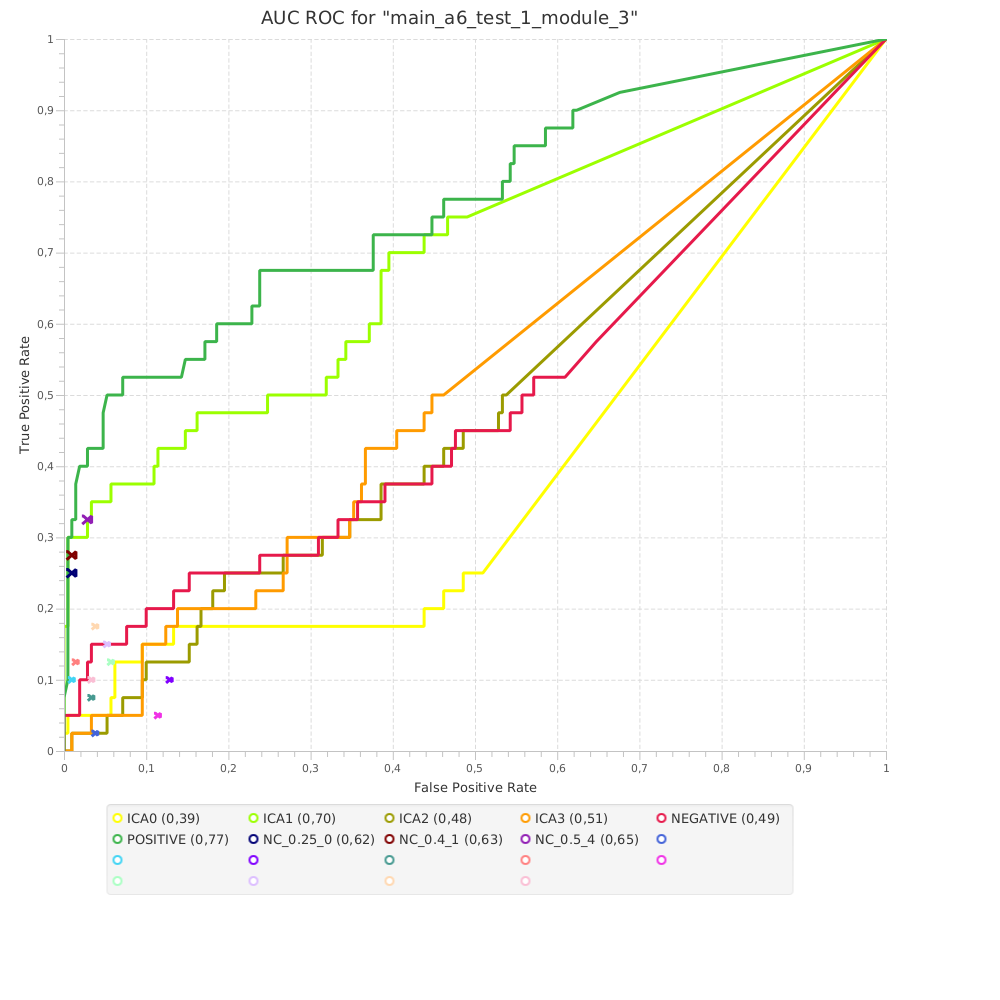 AUC ROC for "main_a6_test_1_module_3"
True Positive Rate
1
0,9
0,8
0,7
0,6
0,5
0,4
0,3
0,2
0,1
0
0 0,1 0,2 0,3 0,4 0,5 0,6 0,7 0,8 0,9 1
False Positive Rate
ICA0 (0,39) ICA1 (0,70) ICA2 (0,48) ICA3 (0,51) NEGATIVE (0,49)
POSITIVE (0,77) NC_0.25_0 (0,62) NC_0.4_1 (0,63) NC_0.5_4 (0,65)